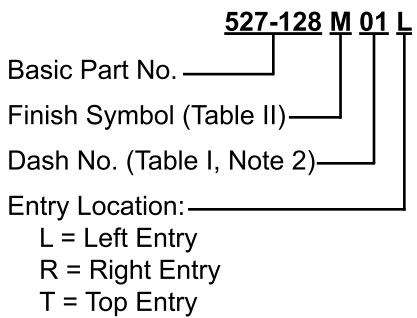 527-128 M 01 L
Basic Part No.
Finish Symbol (Table II)
Dash No. (Table I, Note 2)
Entry Location:
L = Left Entry
R = Right Entry
T = Top Entry